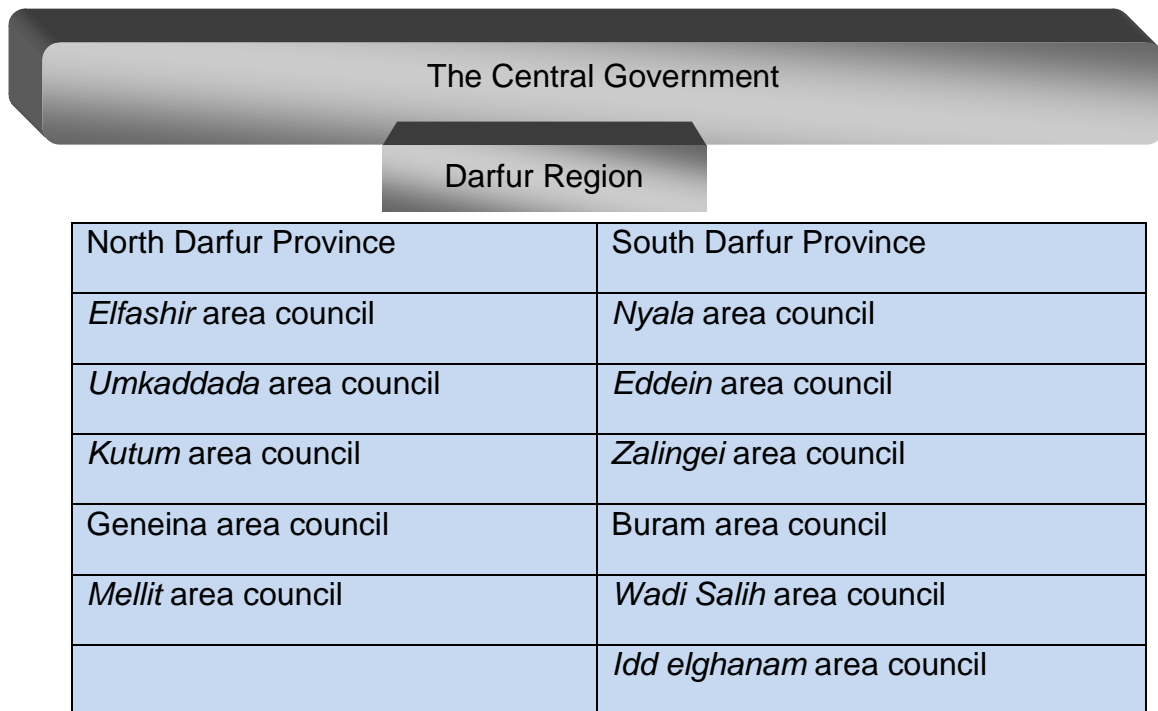 The Central Government
Darfur Region
North Darfur Province South Darfur Province
Elfashir area council Nyala area council
Umkaddada area council Eddein area council
Kutum area council Zalingei area council
Geneina area council Buram area council
Mellit area council Wadi Salih area council
Idd elghanam area council